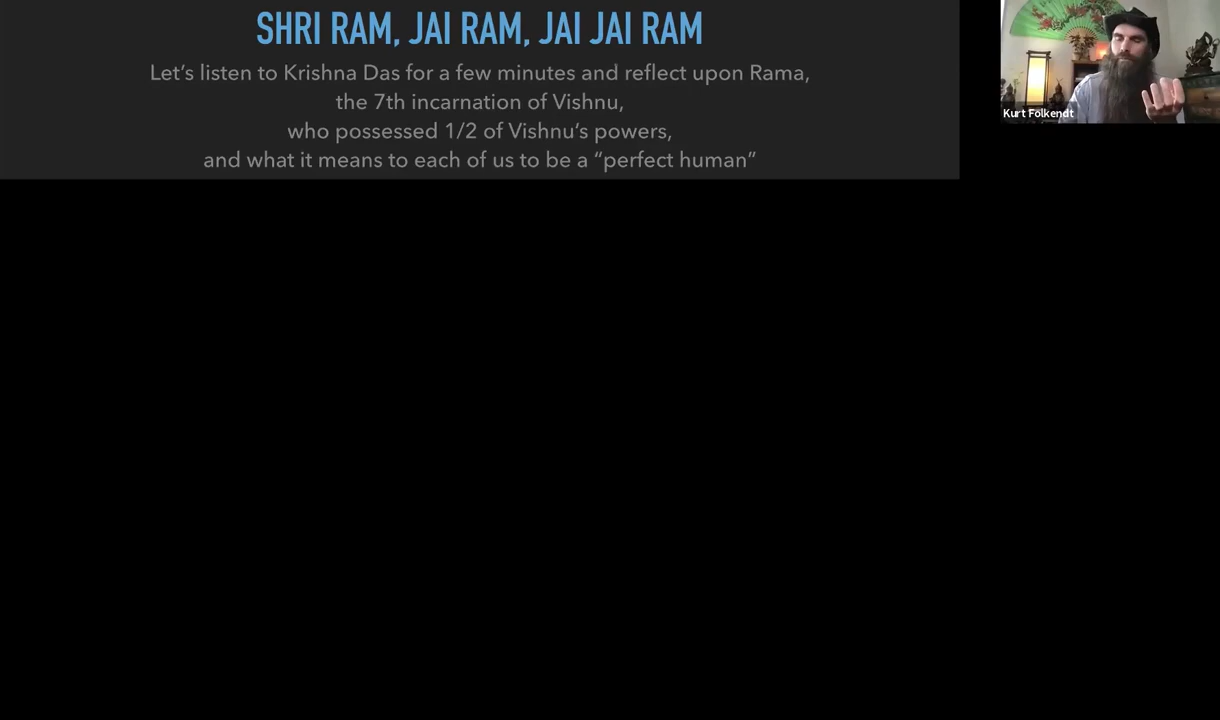 SHRI RAM, JAI RAM, JAI JAI RAM
Let’s listen to Krishna Das for a few minutes and reflect upon Rama,
the 7th incarnation of Vishnu,
who possessed 1/2 of Vishnu’s powers,
and what it means to each of us to be a “perfect human”
Kurt Folkendt